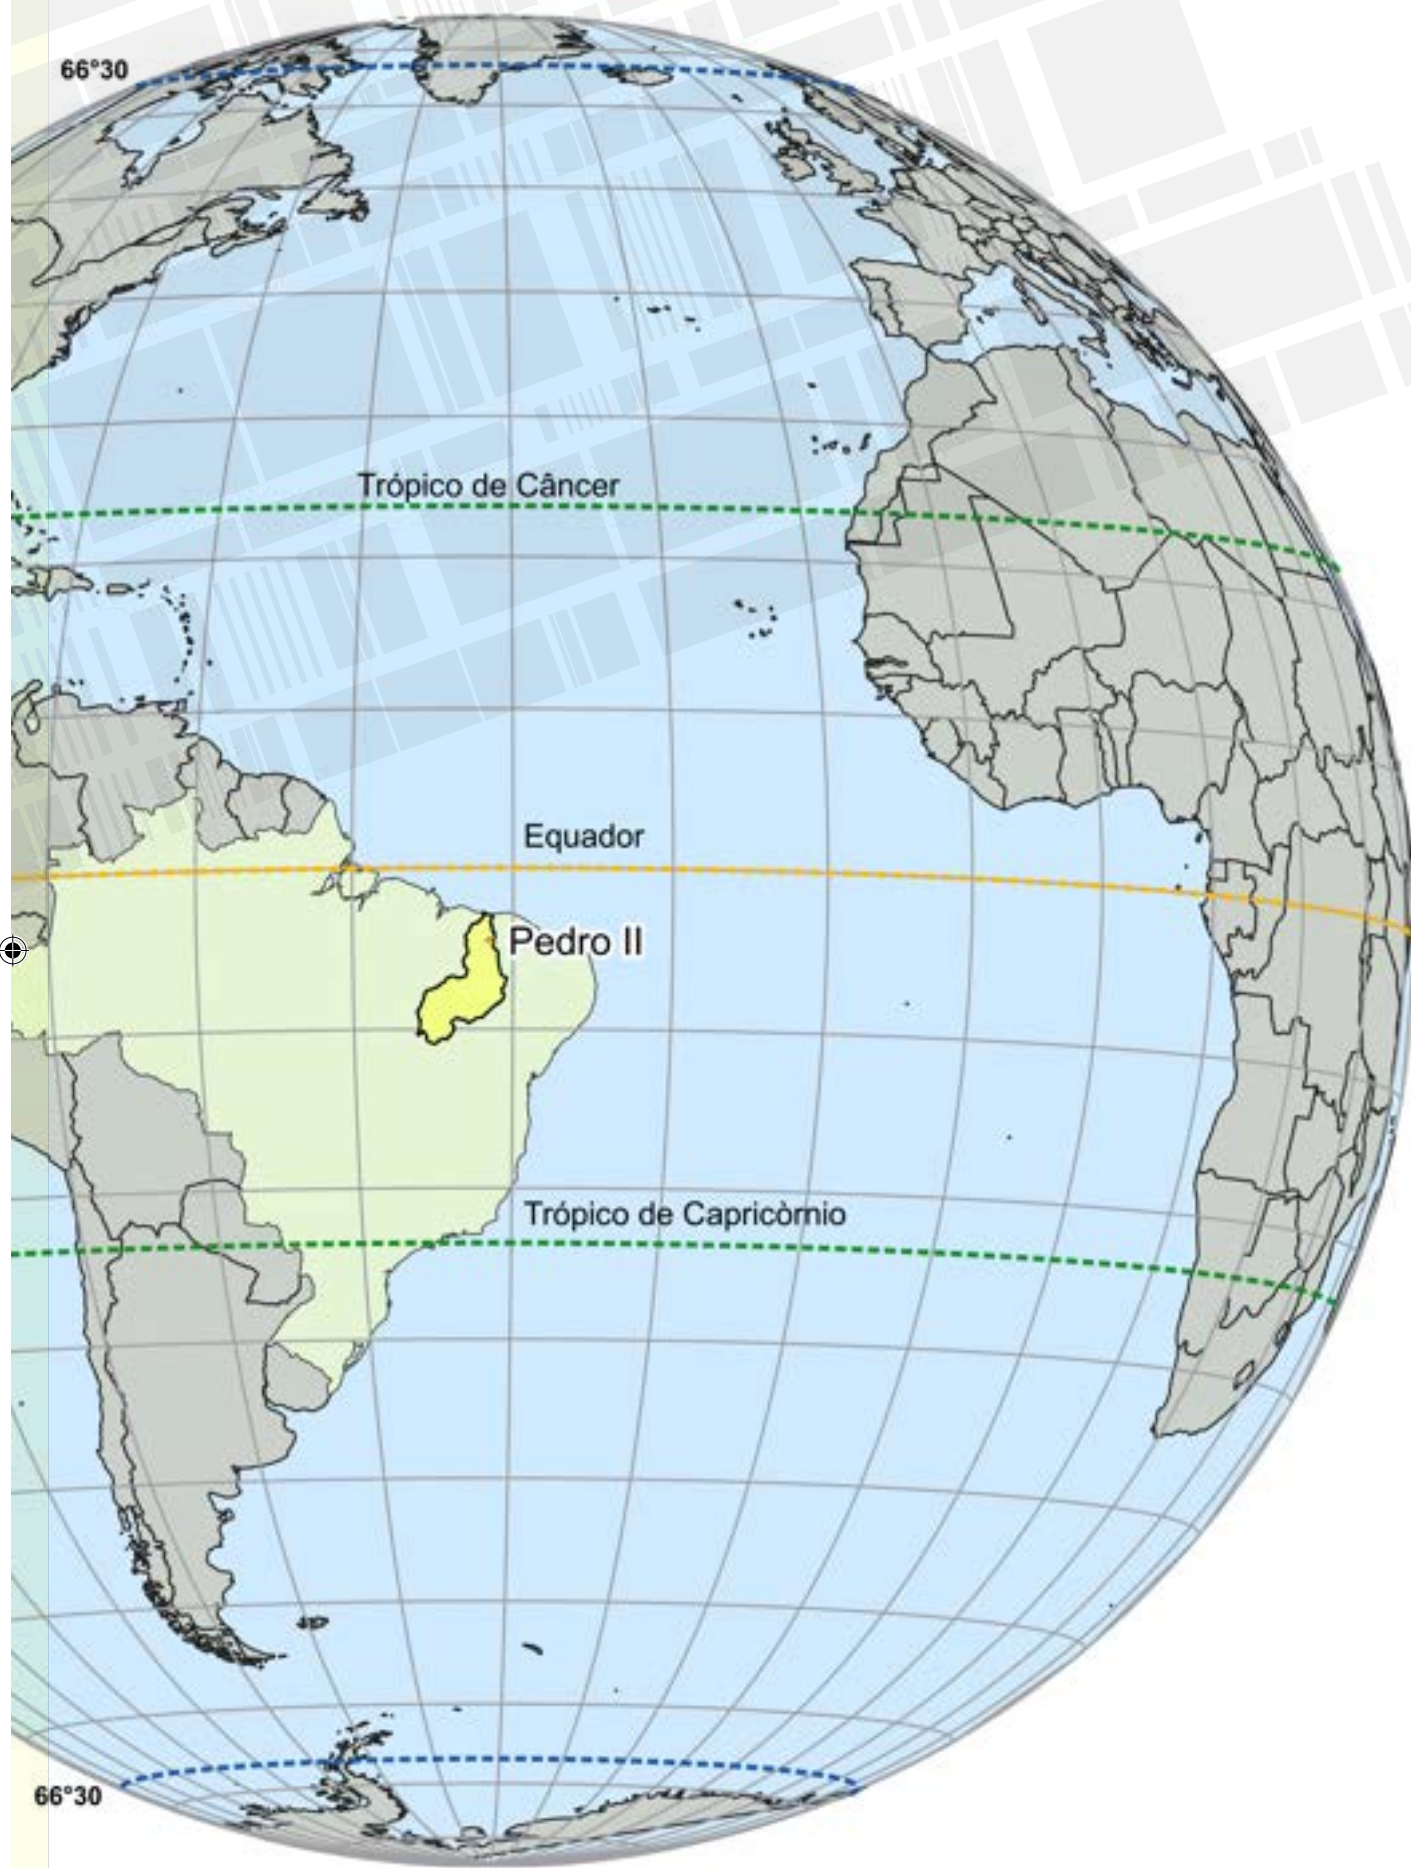 66°30
Trópico de Câncer
Equador
Pedro II
Trópico de Capricòrnio
66°30